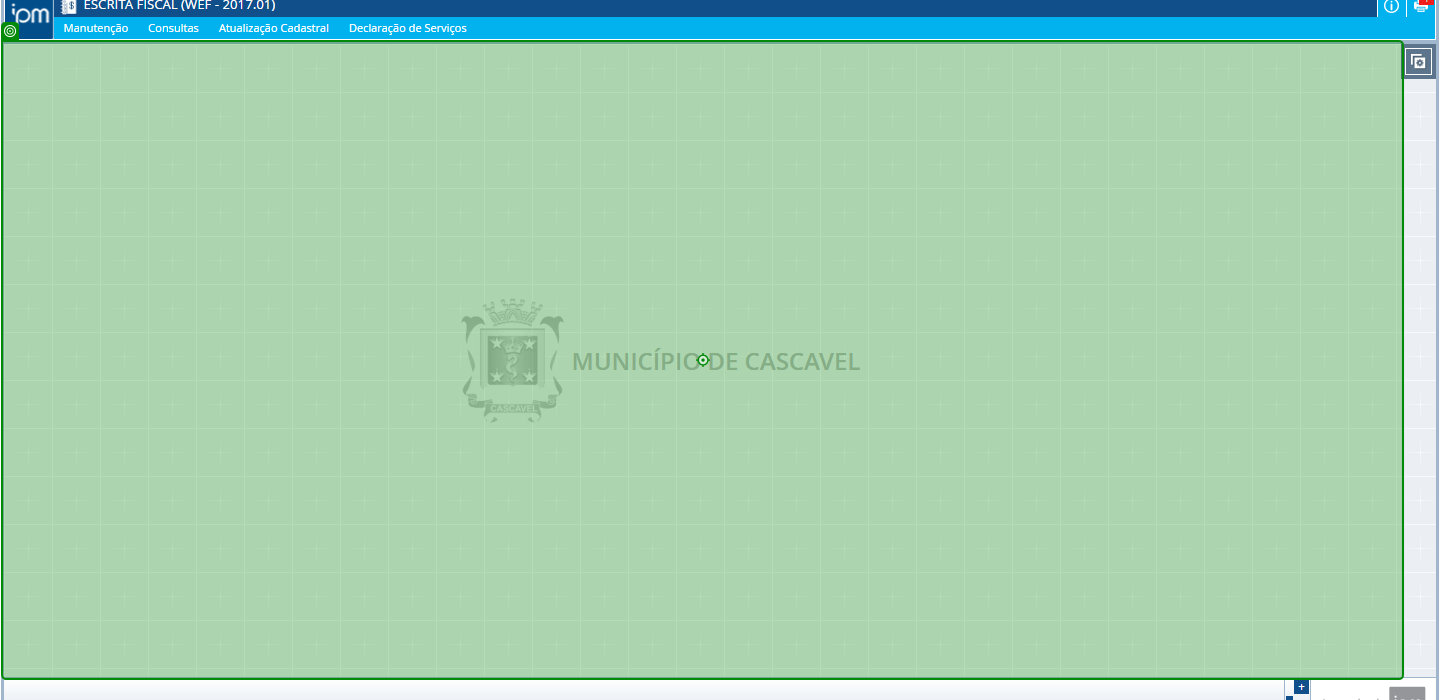 ipm
ESCRITA FISCAL (WEF - 2017.01)
Manutenção Consultas Atualização Cadastral Declaração de Serviços
MUNICÍPIO DE CASCAVEL
CASCAVEL